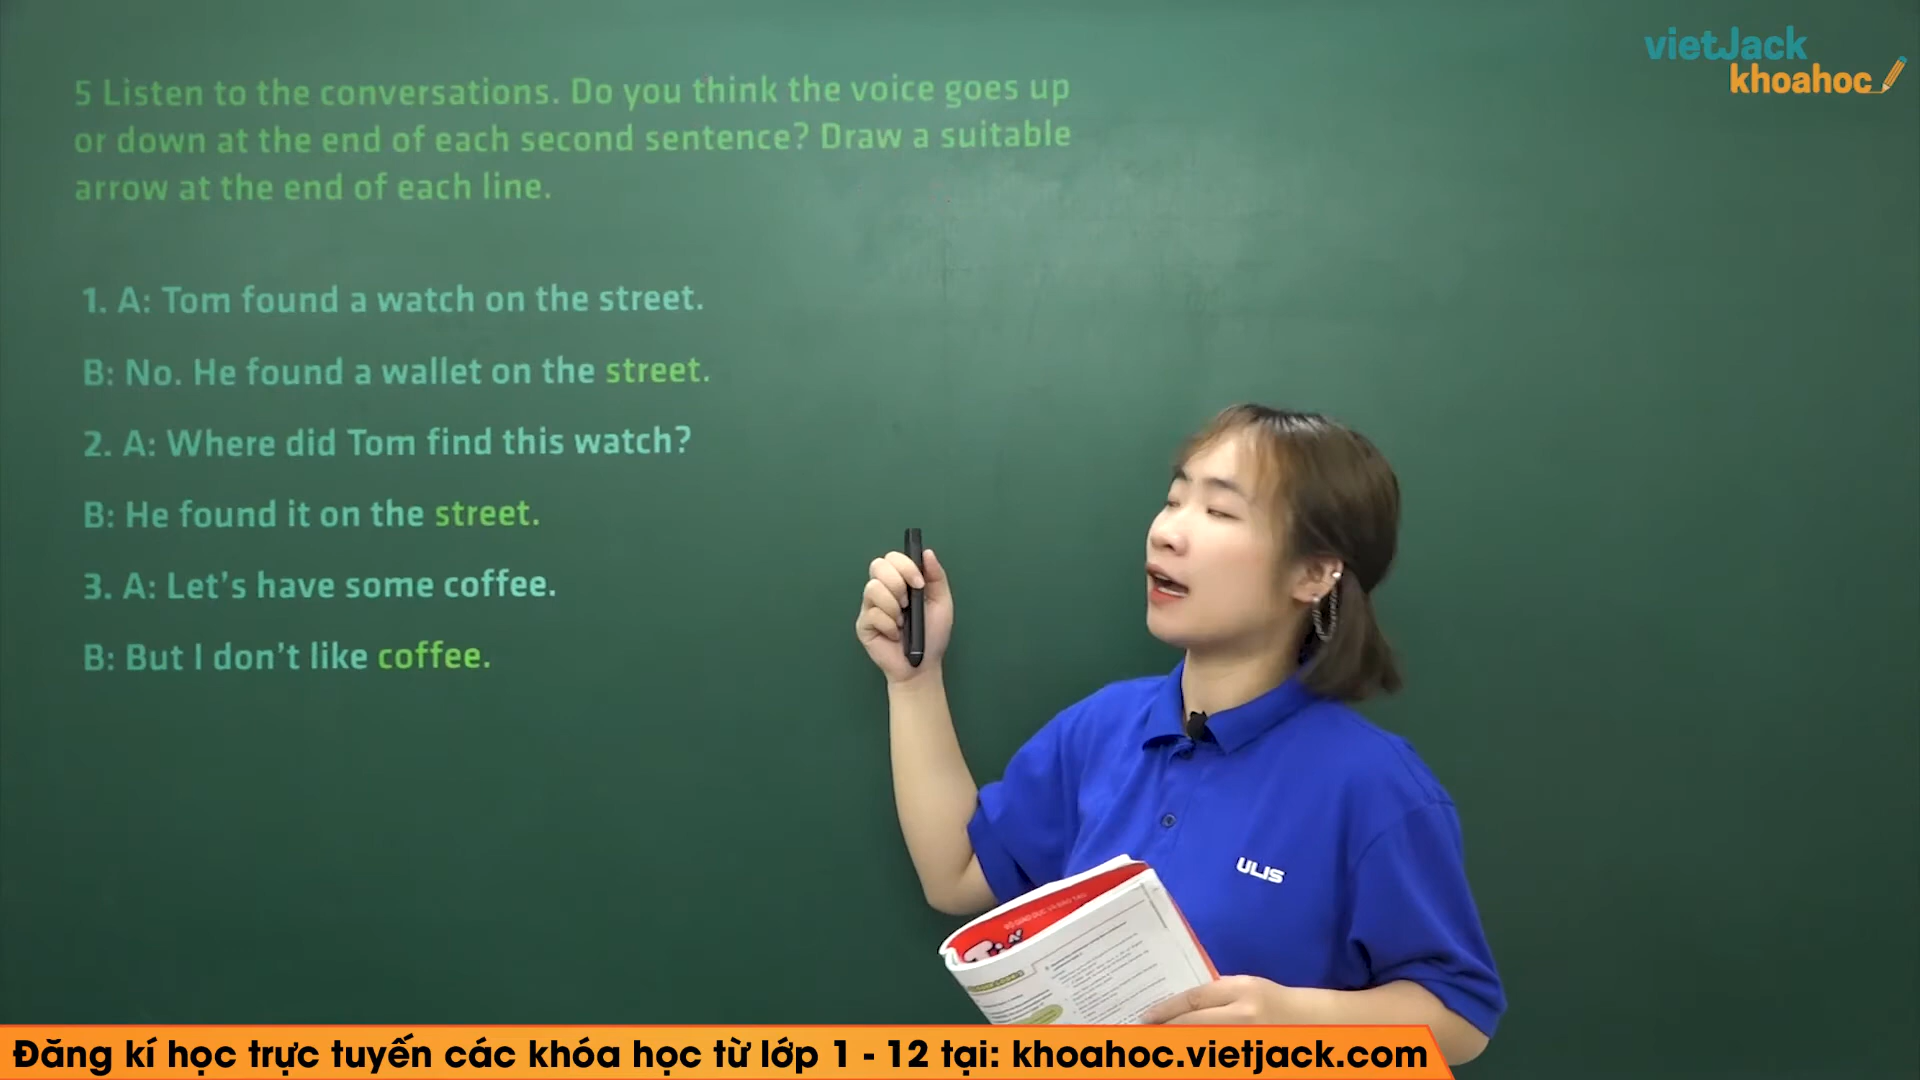 vietJack
khoahoc
5 Listen to the conversations. Do you think the voice goes up
or down at the end of each second sentence? Draw a suitable
arrow at the end of each line.
1. A: Tom found a watch on the street.
B: No. He found a wallet on the street.
2. A: Where did Tom find this watch?
B: He found it on the street.
3. A: Let's have some coffee.
B: But I don't like coffee.
ULIS
Đăng kí học trực tuyến các khóa học từ lớp 1 - 12 tại: khoahoc.vietjack.com